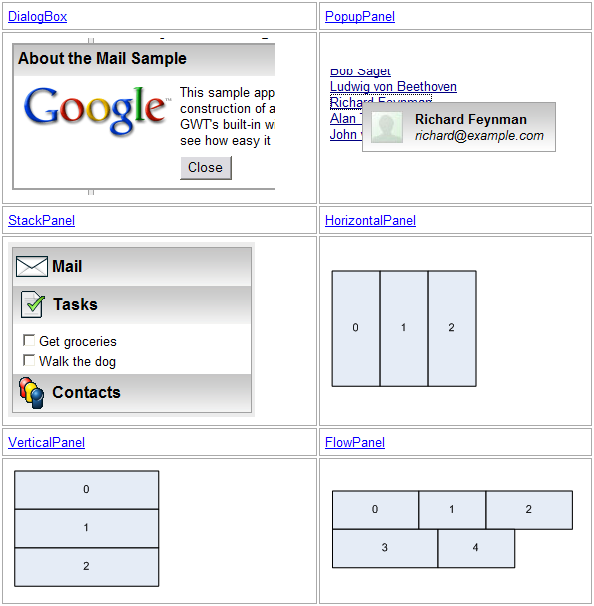 DialogBox
PopupPanel
About the Mail Sample
Google™
This sample app
construction of a
GWT's built-in wi
see how easy it
Close
Bob Saget
Ludwig von Beethoven
Richard Feynman
Alan
John
Richard Feynman
richard@example.com
StackPanel
HorizontalPanel
Mail
Tasks
Get groceries
Walk the dog
Contacts
0 1 2
VerticalPanel
FlowPanel
0
1
2
0 1 2
3 4